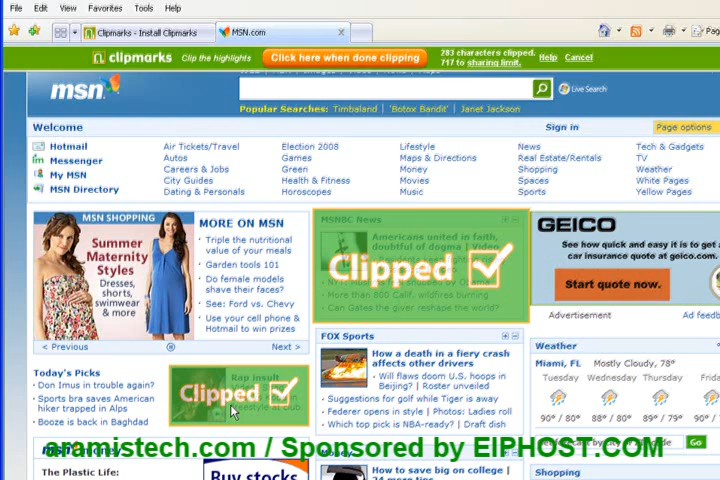 File Edit View Favorites Tools Help
Clipmarks - Install Clipmarks
MSN.com
Page
clipmarks
Clip the highlights
Click here when done clipping
283 characters clipped.
717 to sharing limit.
Help Cancel
msn
Live Search
Popular Searches: Timbaland | 'Botox Bandit' | Janet Jackson
Welcome
Sign in
Page options
Hotmail
Messenger
My MSN
MSN Directory
Air Tickets/Travel
Autos
Careers & Jobs
City Guides
Dating & Personals
Election 2008
Games
Green
Health & Fitness
Horoscopes
Lifestyle
Maps & Directions
Movies
Music
News
Real Estate/Rentals
Shopping
Spaces
Sports
Tech & Gadgets
TV
Weather
White Pages
Yellow Pages
MSN SHOPPING
Summer
Maternity
Styles
Dresses,
shorts,
swimwear
& more
< Previous
Next >
MORE ON MSN
Triple the nutritional
value of your meals
Garden tools 101
Do female models
shave their faces?
See: Ford vs. Chevy
Use your cell phone &
Hotmail to win prizes
MSNBC News
Americans united in faith,
doubtful of dogma | Video
Clipped
More than 800 Calif. wildfires burning
Can Gates the giver reshape the world?
GEICO
See how quick and easy it is to get a
car insurance quote at geico.com.
Start quote now.
Advertisement
Ad feedb
Today's Picks
Don Imus in trouble again?
Sports bra saves American
hiker trapped in Alps
Booze is back in Baghdad
Rap insult
Clipped
FOX Sports
How a death in a fiery crash
affects other drivers
Will flaws doom U.S. hoops in
Beijing? | Roster unveiled
Suggestions for golf while Tiger is away
Federer opens in style | Photos: Ladies roll
Which top pick is NBA-ready? | Draft dish
Weather
Miami, FL Mostly Cloudy, 78°
Tuesday Wednesday Thursday Friday
90° / 80° 88° / 80° 89° / 80° 90° /
Go
aramistech.com / Sponsored by EIPHOST.COM
The Plastic Life:
Buy stocks
How to save big on college |
Shopping